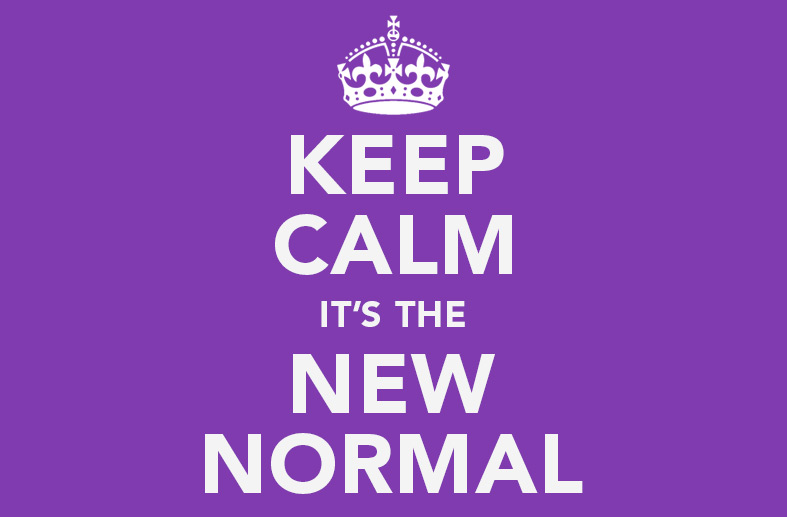 KEEP
CALM
IT’S THE
NEW
NORMAL